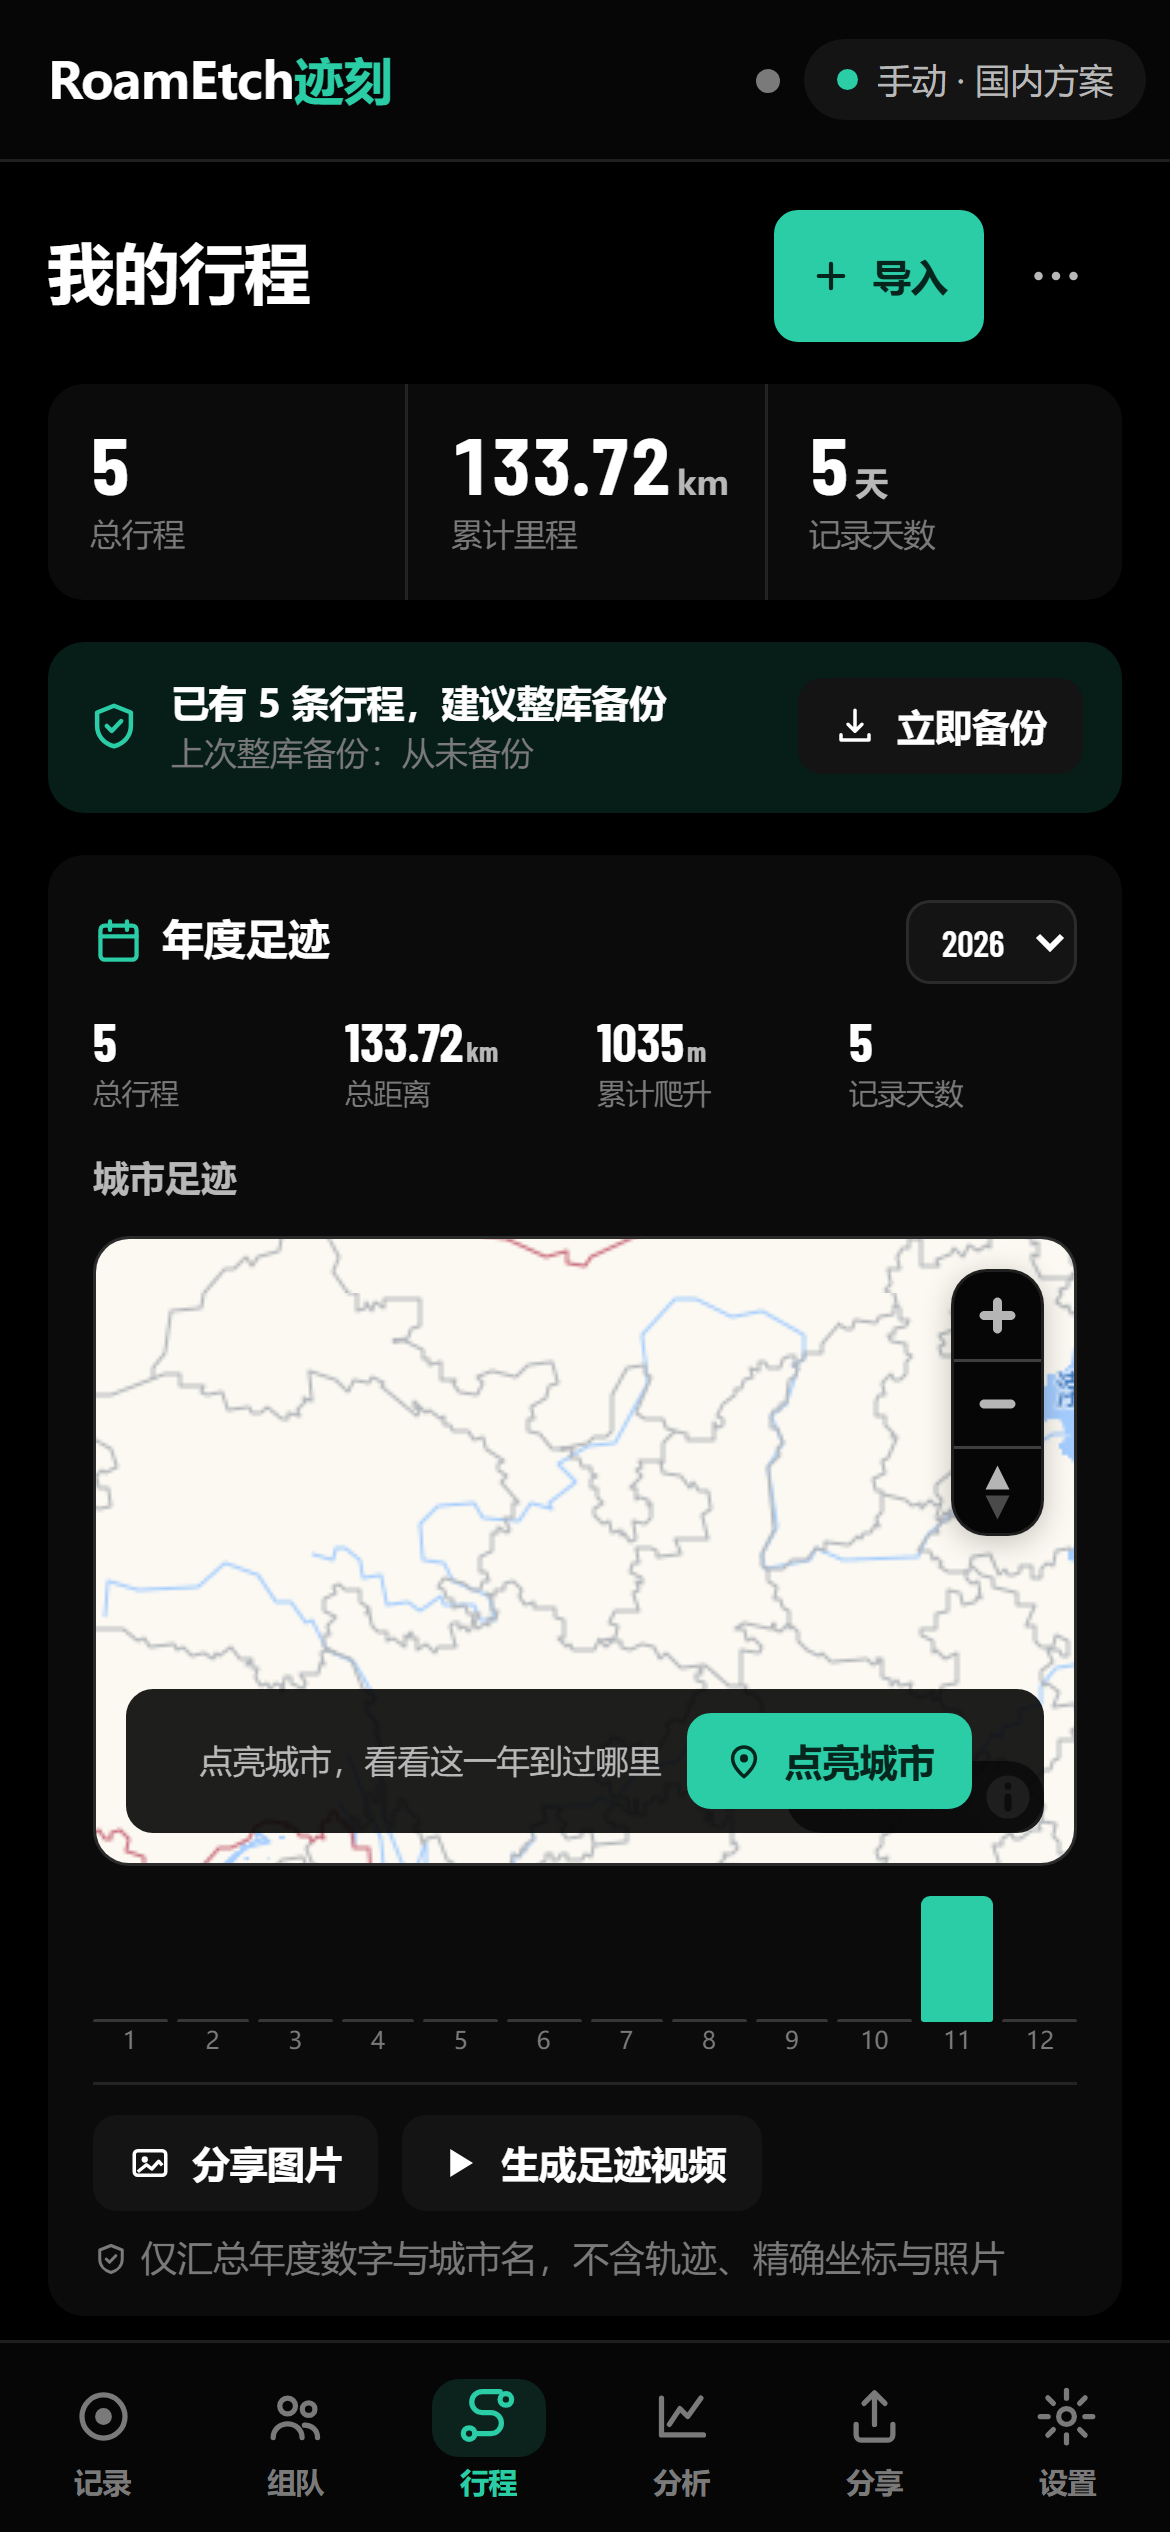 RoamEtch迹刻
手动 · 国内方案
我的行程
导入
5
总行程
133.72 km
累计里程
5 天
记录天数
已有 5 条行程，建议整库备份
上次整库备份：从未备份
立即备份
年度足迹
2026
5
总行程
133.72 km
总距离
1035 m
累计爬升
5
记录天数
城市足迹
点亮城市，看看这一年到过哪里
点亮城市
1 2 3 4 5 6 7 8 9 10 11 12
分享图片
生成足迹视频
仅汇总年度数字与城市名，不含轨迹、精确坐标与照片
记录
组队
行程
分析
分享
设置